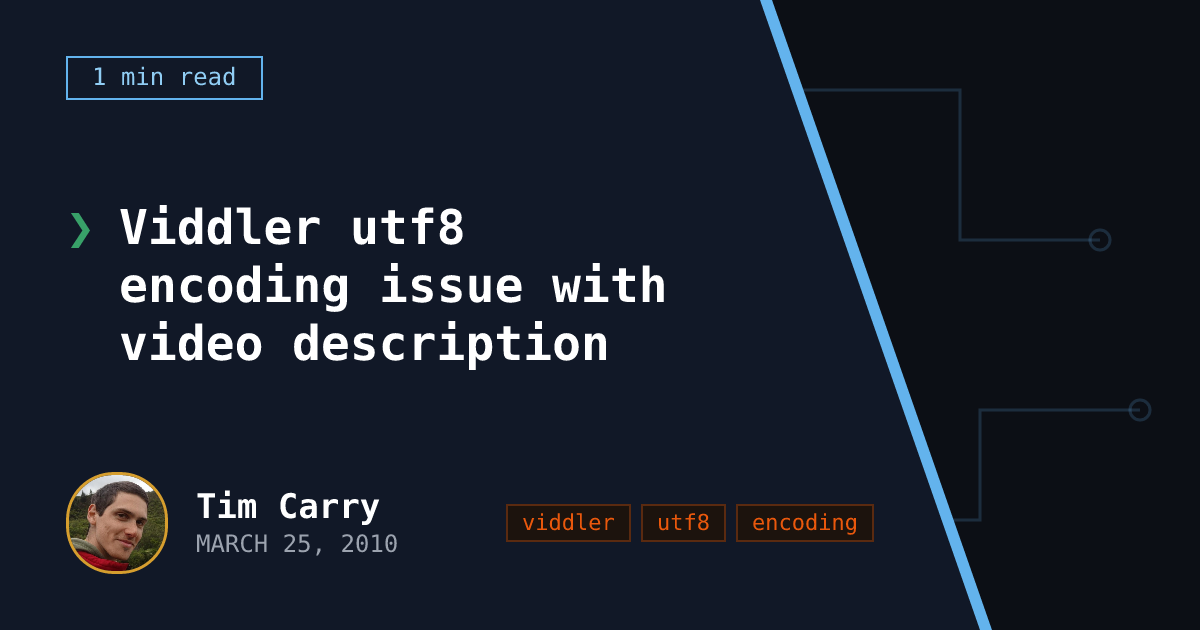 1 min read
❯ Viddler utf8
encoding issue with
video description
Tim Carry
MARCH 25, 2010
viddler utf8 encoding